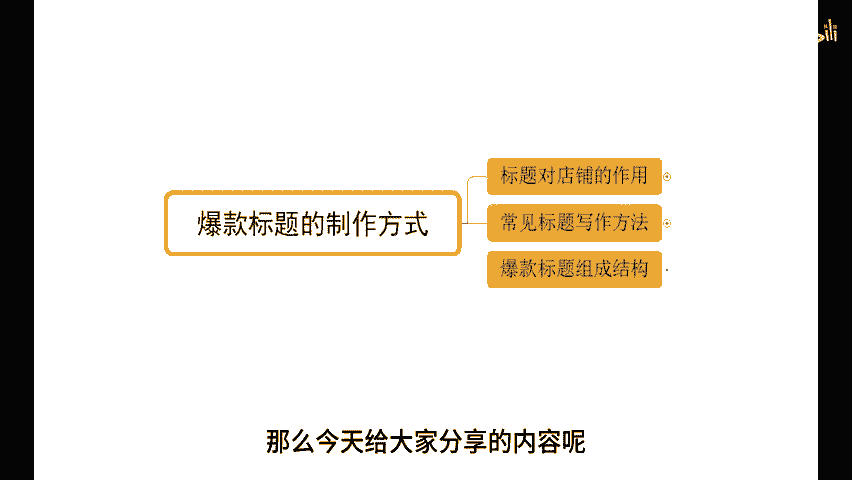 标题对店铺的作用
爆款标题的制作方式
常见标题写作方法
爆款标题组成结构
那么今天给大家分享的内容呢